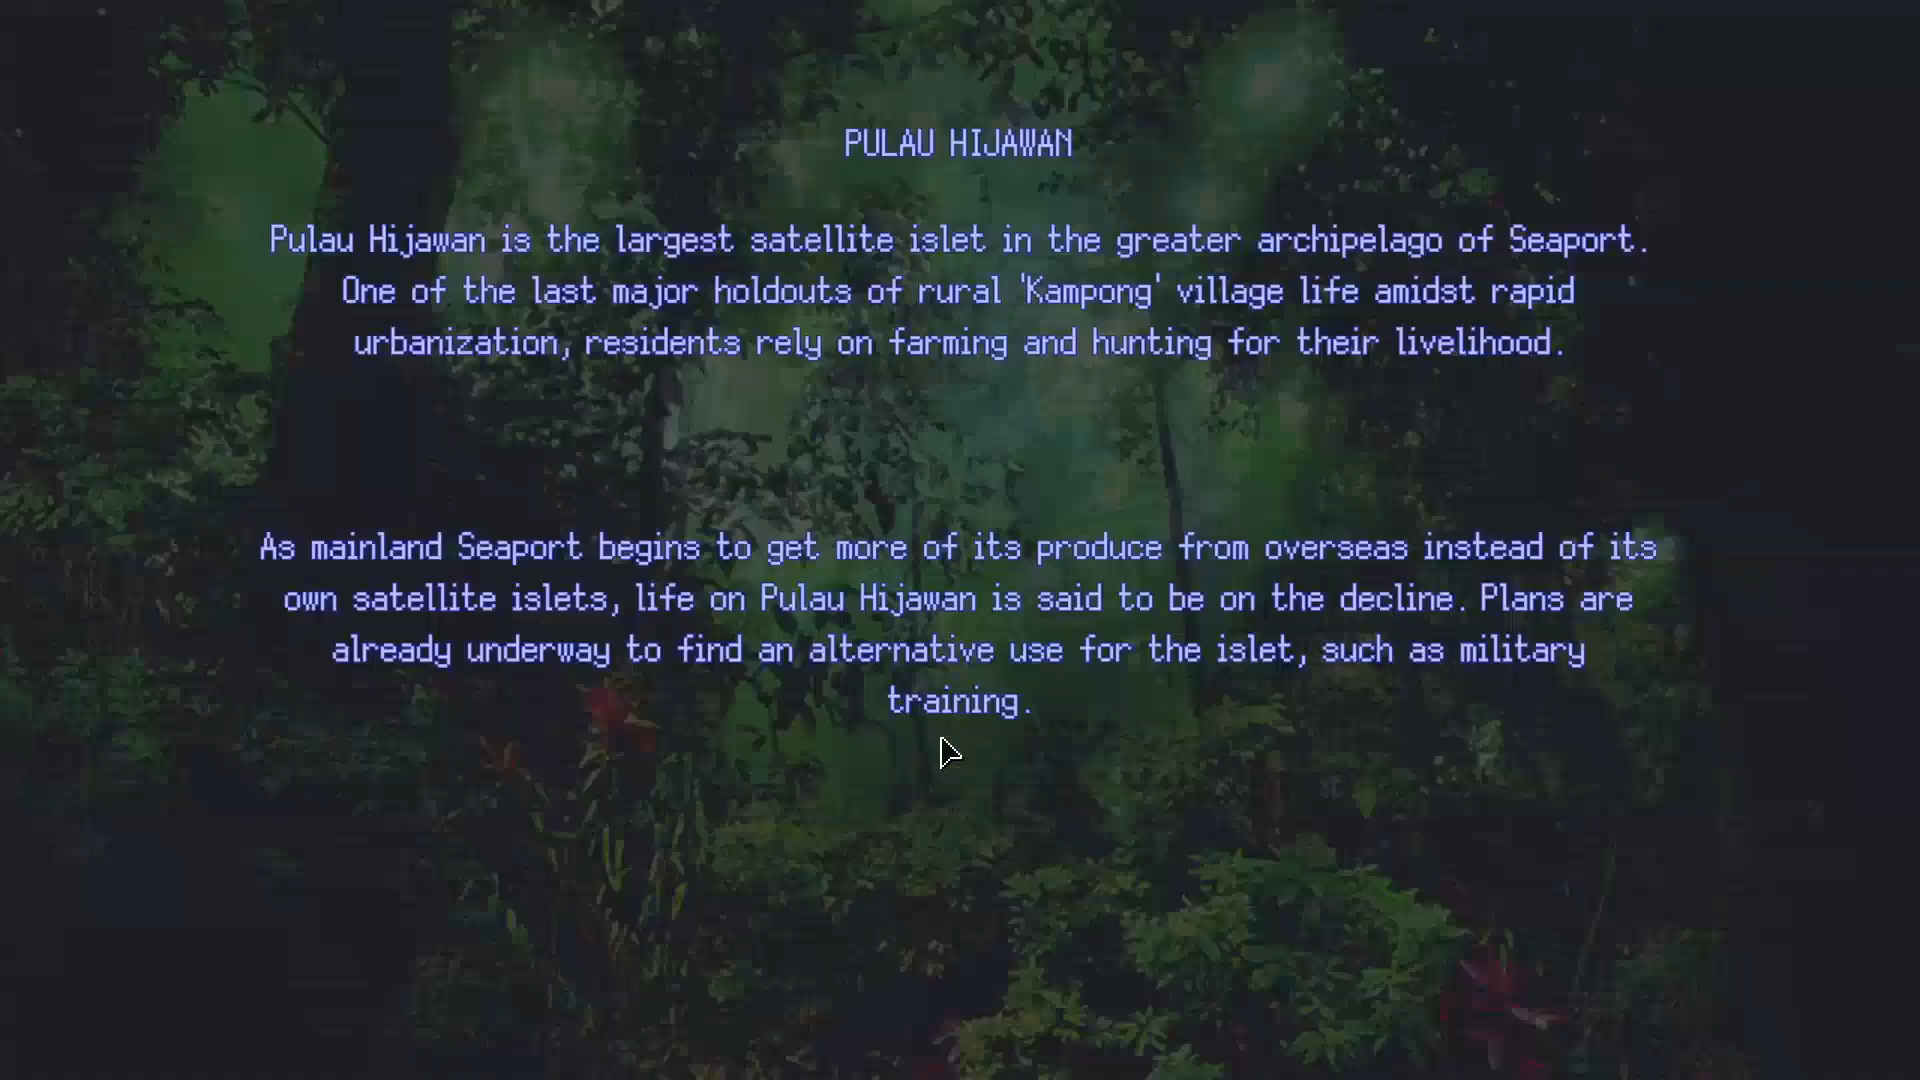 PULAU HIJAWAN
Pulau Hijawan is the largest satellite islet in the greater archipelago of Seaport.
One of the last major holdouts of rural 'Kampong' village life amidst rapid
urbanization, residents rely on farming and hunting for their livelihood.
As mainland Seaport begins to get more of its produce from overseas instead of its
own satellite islets, life on Pulau Hijawan is said to be on the decline. Plans are
already underway to find an alternative use for the islet, such as military
training.